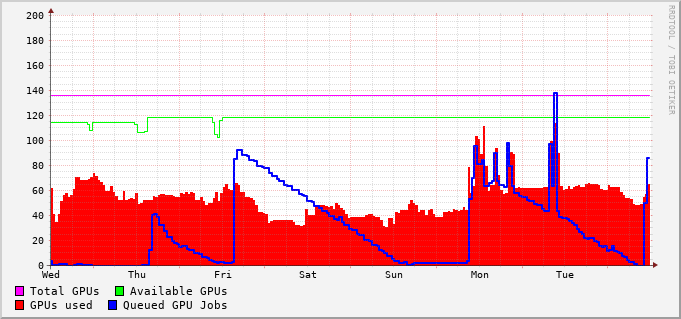 200
180
160
140
120
100
80
60
40
20
0
Wed Thu Fri Sat Sun Mon Tue
Total GPUs Available GPUs
GPUs used Queued GPU Jobs
RRDTOOL / TOBI OETIKER